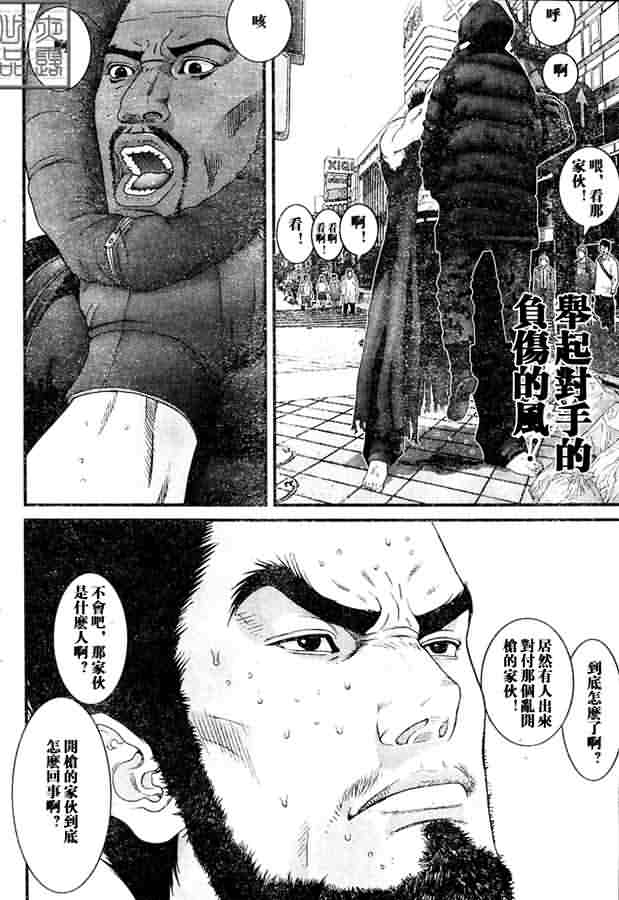 呼
啊
喂，看那
家伙！
啊！
看啊！
看啊！
看！
XIQI
舉起對手的
負傷的風！
咳
到底怎麼了啊？
居然有人出來
對付那個亂開
槍的家伙！
不會吧，那家伙
是什麼人啊？
開槍的家伙到底
怎麼回事啊？